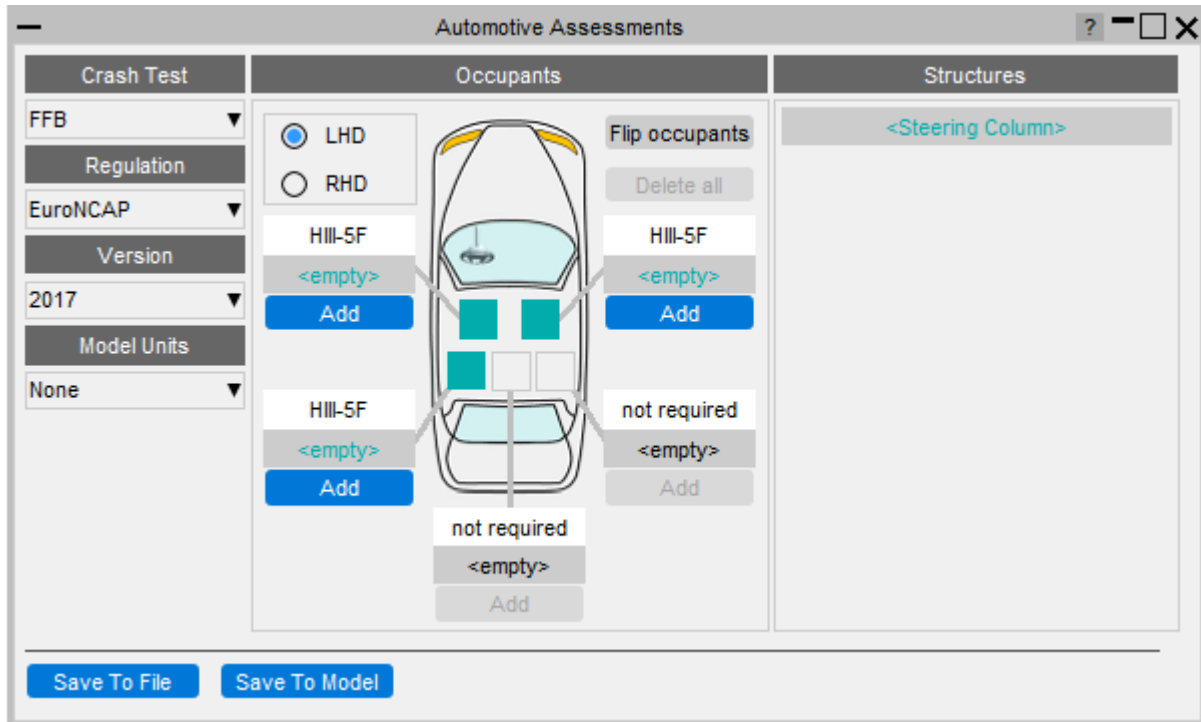 Automotive Assessments
?
Crash Test
Occupants
Structures
FFB
Regulation
EuroNCAP
Version
2017
Model Units
None
LHD
RHD
Flip occupants
Delete all
HIII-5F
<empty>
Add
HIII-5F
<empty>
Add
HIII-5F
<empty>
Add
not required
<empty>
Add
not required
<empty>
Add
<Steering Column>
Save To File
Save To Model